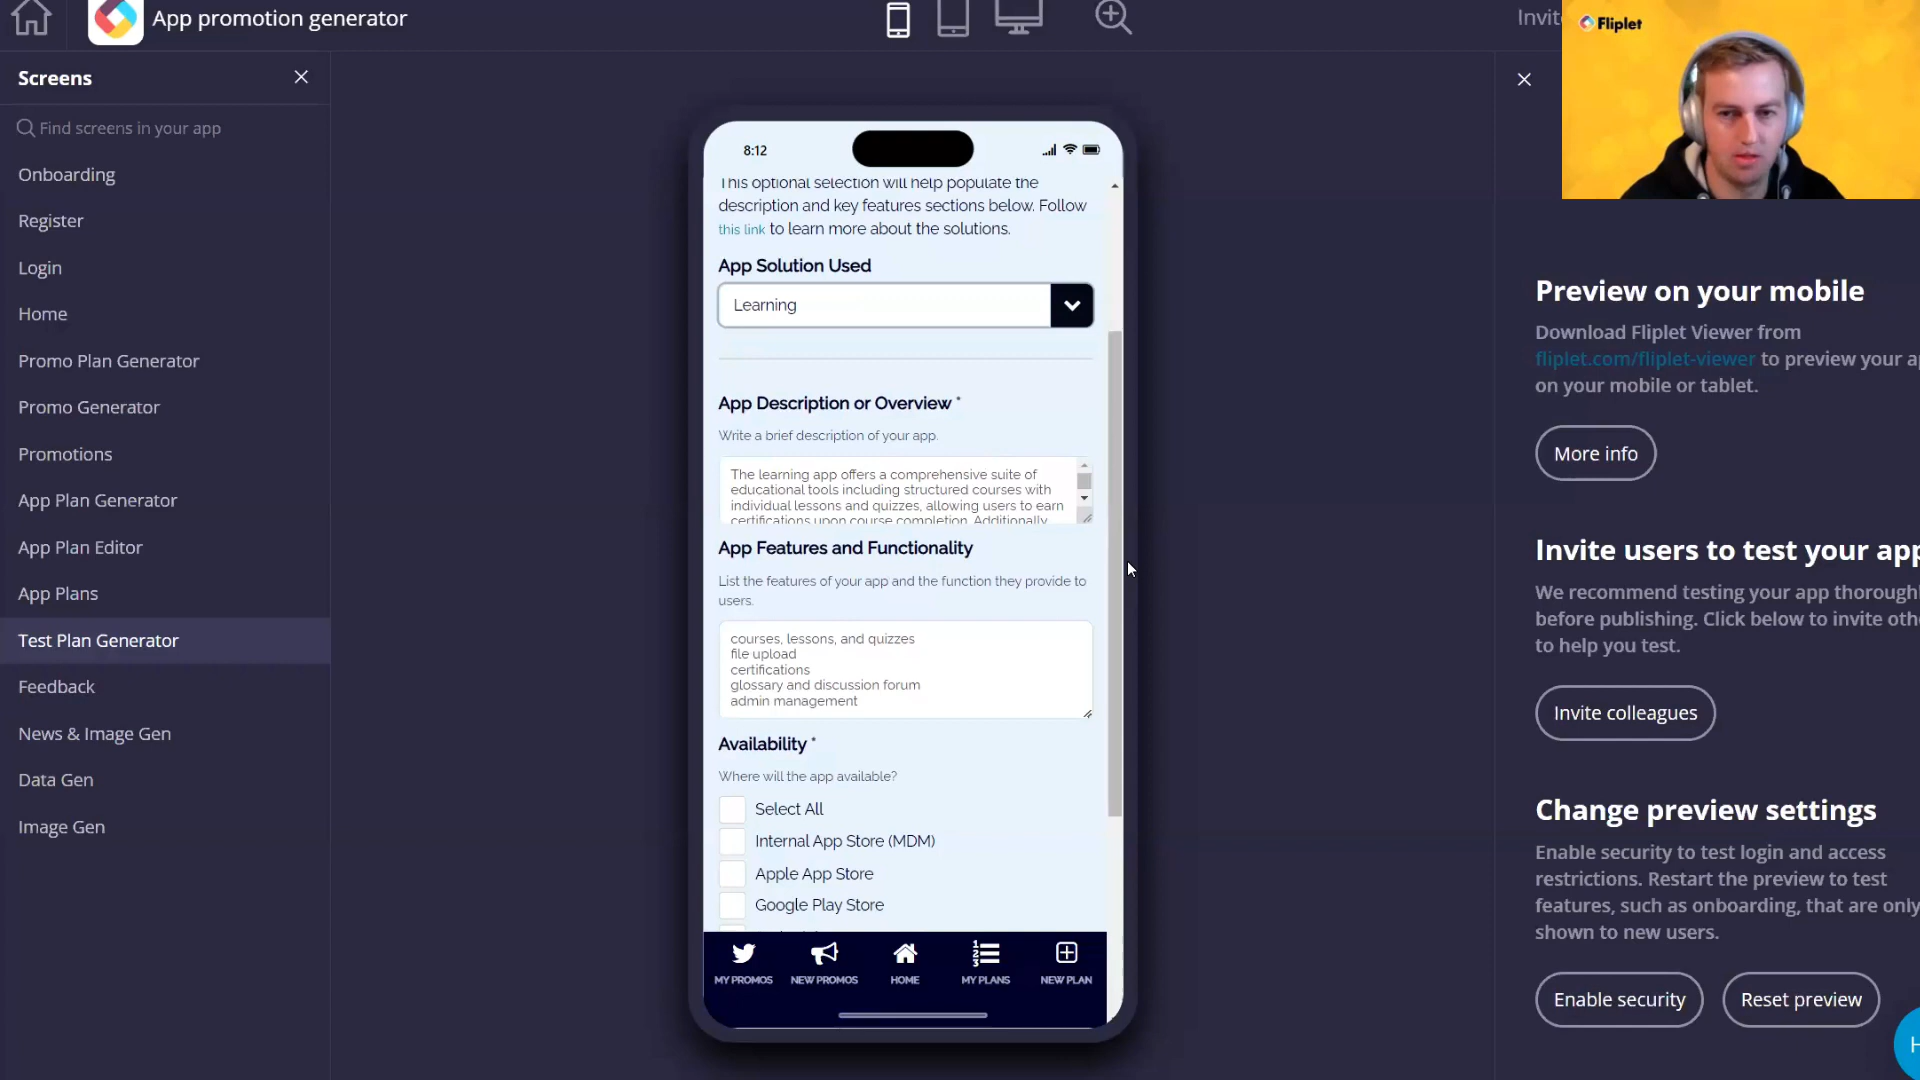 App promotion generator
Invite
Fliplet
Screens
Find screens in your app
Onboarding
Register
Login
Home
Promo Plan Generator
Promo Generator
Promotions
App Plan Generator
App Plan Editor
App Plans
Test Plan Generator
Feedback
News & Image Gen
Data Gen
Image Gen
8:12
This optional selection will help populate the
description and key features sections below. Follow
this link to learn more about the solutions.
App Solution Used
Learning
App Description or Overview *
Write a brief description of your app.
The learning app offers a comprehensive suite of
educational tools including structured courses with
individual lessons and quizzes, allowing users to earn
certifications upon course completion. Additionally,
App Features and Functionality
List the features of your app and the function they provide to
users.
courses, lessons, and quizzes
file upload
certifications
glossary and discussion forum
admin management
Availability *
Where will the app available?
Select All
Internal App Store (MDM)
Apple App Store
Google Play Store
MY PROMOS
NEW PROMOS
HOME
MY PLANS
NEW PLAN
Preview on your mobile
Download Fliplet Viewer from
fliplet.com/fliplet-viewer to preview your ap
on your mobile or tablet.
More info
Invite users to test your app
We recommend testing your app thoroughl
before publishing. Click below to invite othe
to help you test.
Invite colleagues
Change preview settings
Enable security to test login and access
restrictions. Restart the preview to test
features, such as onboarding, that are only
shown to new users.
Enable security
Reset preview
H